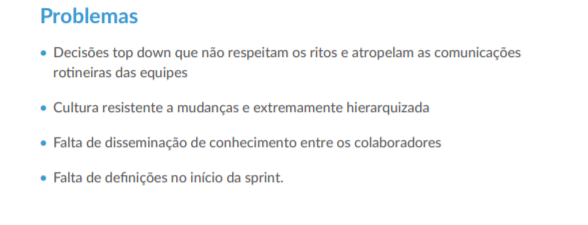 Problemas
• Decisões top down que não respeitam os ritos e atropelam as comunicações
rotineiras das equipes
• Cultura resistente a mudanças e extremamente hierarquizada
• Falta de disseminação de conhecimento entre os colaboradores
• Falta de definições no início da sprint.